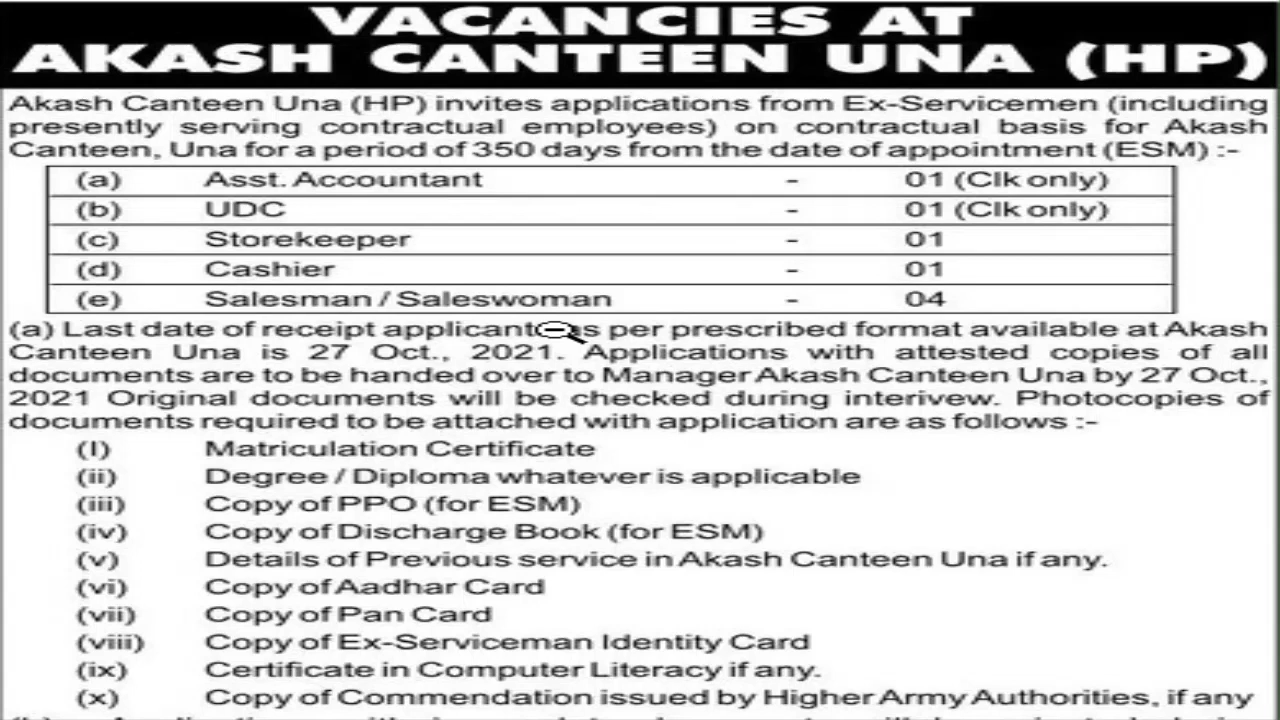 VACANCIES AT
AKASH CANTEEN UNA (HP)
Akash Canteen Una (HP) invites applications from Ex-Servicemen (including
presently serving contractual employees) on contractual basis for Akash
Canteen, Una for a period of 350 days from the date of appointment (ESM) :-
(a) Asst. Accountant - 01 (Clk only)
(b) UDC - 01 (Clk only)
(c) Storekeeper - 01
(d) Cashier - 01
(e) Salesman / Saleswoman - 04
(a) Last date of receipt applicant as per prescribed format available at Akash
Canteen Una is 27 Oct., 2021. Applications with attested copies of all
documents are to be handed over to Manager Akash Canteen Una by 27 Oct.,
2021 Original documents will be checked during interivew. Photocopies of
documents required to be attached with application are as follows :-
(I) Matriculation Certificate
(ii) Degree / Diploma whatever is applicable
(iii) Copy of PPO (for ESM)
(iv) Copy of Discharge Book (for ESM)
(v) Details of Previous service in Akash Canteen Una if any.
(vi) Copy of Aadhar Card
(vii) Copy of Pan Card
(viii) Copy of Ex-Serviceman Identity Card
(ix) Certificate in Computer Literacy if any.
(x) Copy of Commendation issued by Higher Army Authorities, if any